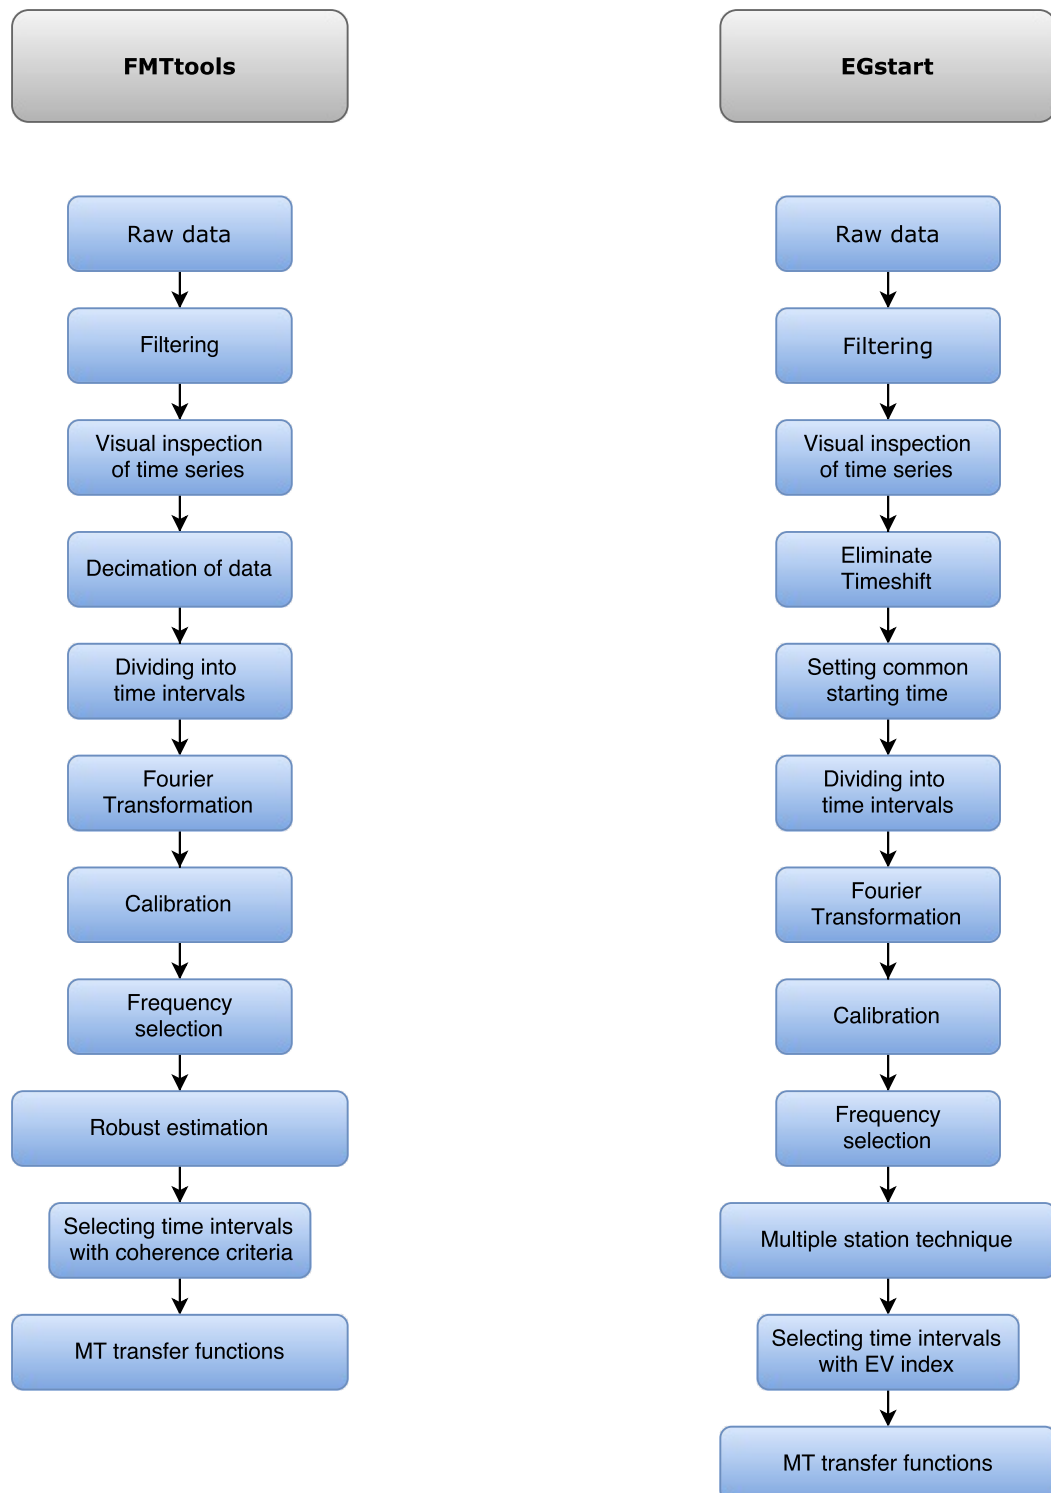 FMTtools
Raw data
Filtering
Visual inspection
of time series
Decimation of data
Dividing into
time intervals
Fourier
Transformation
Calibration
Frequency
selection
Robust estimation
Selecting time intervals
with coherence criteria
MT transfer functions
EGstart
Raw data
Filtering
Visual inspection
of time series
Eliminate
Timeshift
Setting common
starting time
Dividing into
time intervals
Fourier
Transformation
Calibration
Frequency
selection
Multiple station technique
Selecting time intervals
with EV index
MT transfer functions